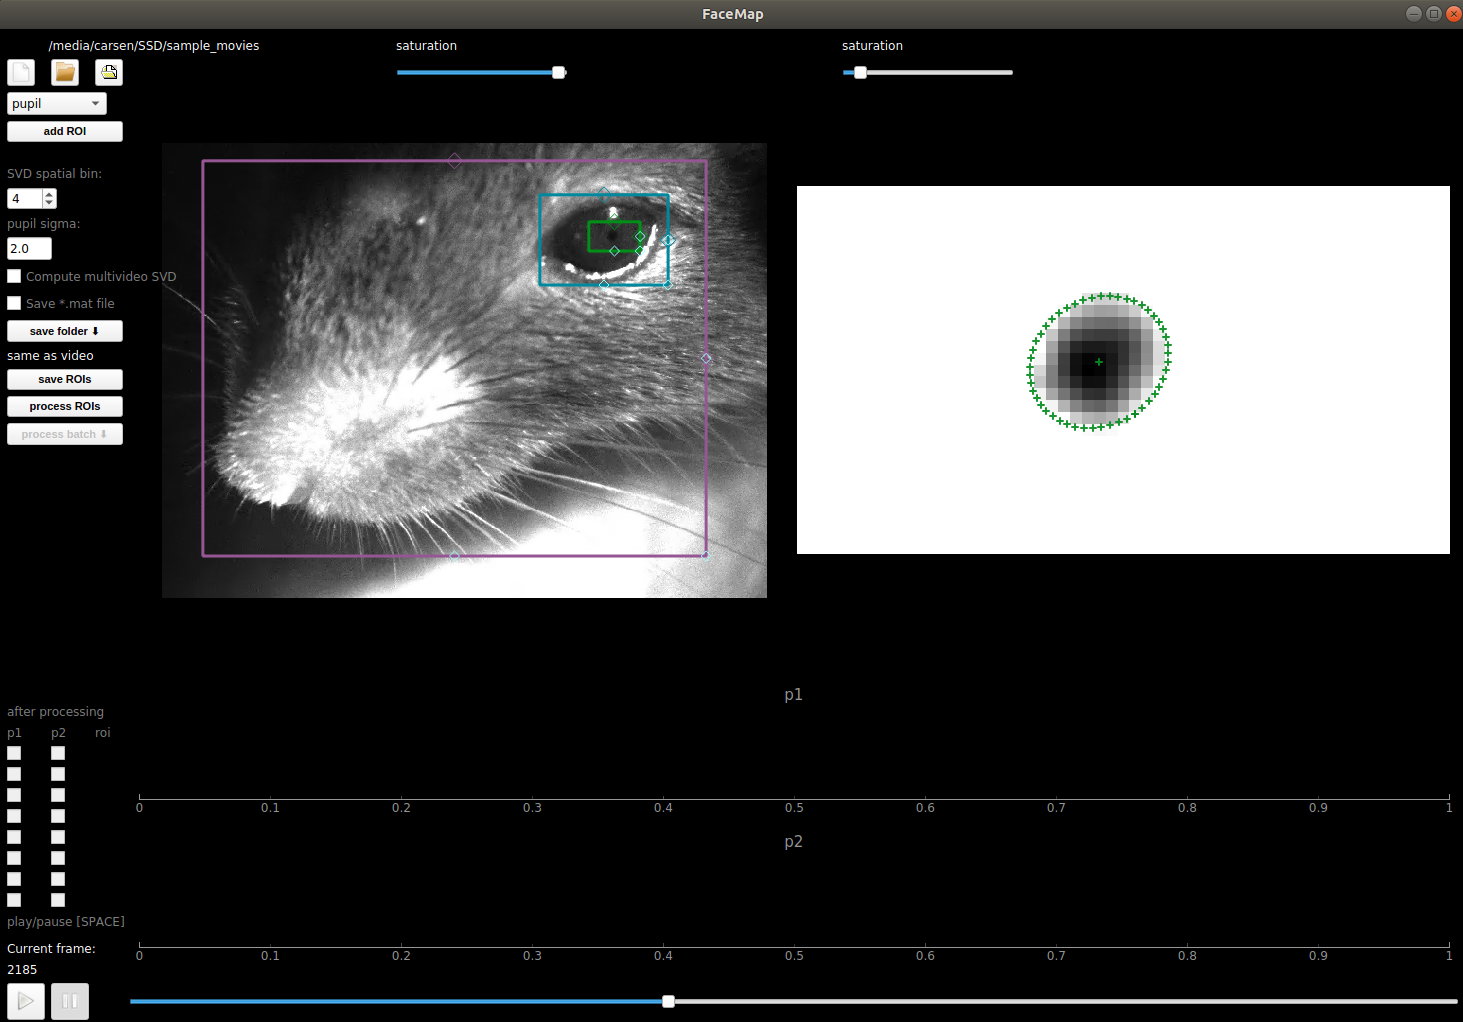 FaceMap
/media/carsen/SSD/sample_movies
saturation
saturation
pupil
add ROI
SVD spatial bin:
4
pupil sigma:
2.0
Compute multivideo SVD
Save *.mat file
save folder ⬇
same as video
save ROIs
process ROIs
process batch ⬇
p1
after processing
p1 p2 roi
0 0.1 0.2 0.3 0.4 0.5 0.6 0.7 0.8 0.9 1
p2
play/pause [SPACE]
Current frame:
0 0.1 0.2 0.3 0.4 0.5 0.6 0.7 0.8 0.9 1
2185